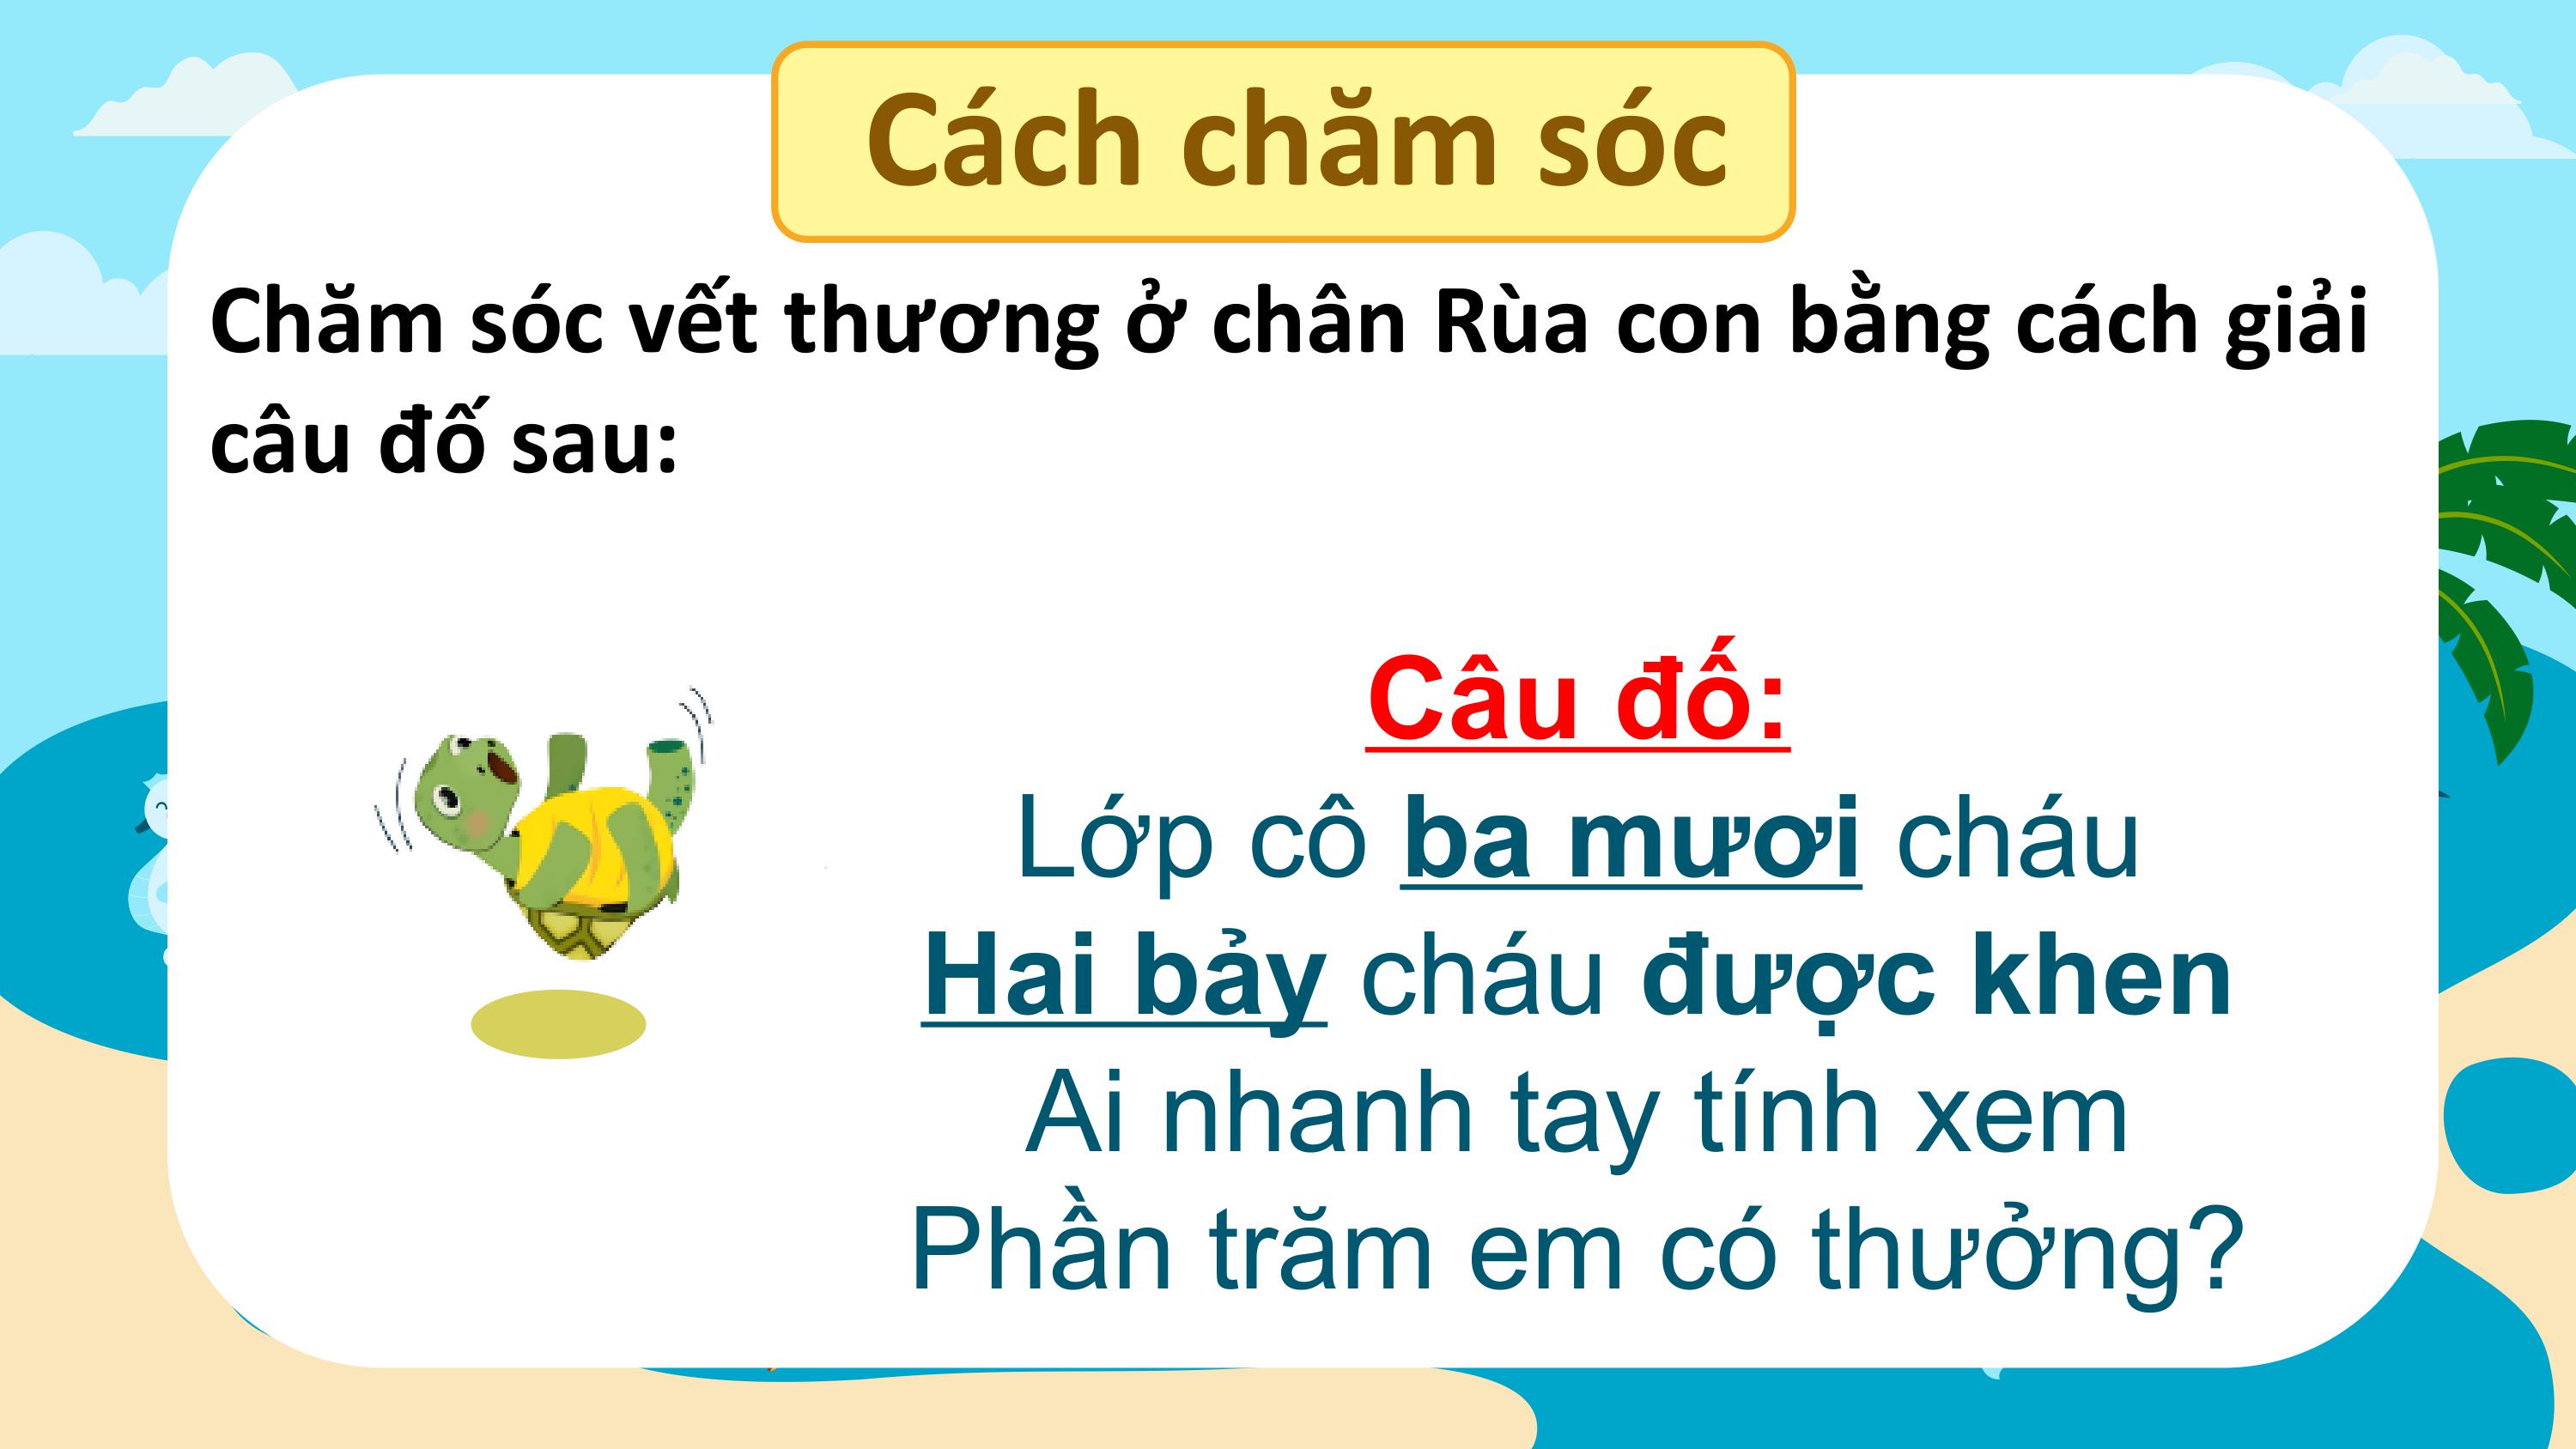 Cách chăm sóc
Chăm sóc vết thương ở chân Rùa con bằng cách giải
câu đố sau:
Câu đố:
Lớp cô ba mươi cháu
Hai bảy cháu được khen
Ai nhanh tay tính xem
Phần trăm em có thưởng?